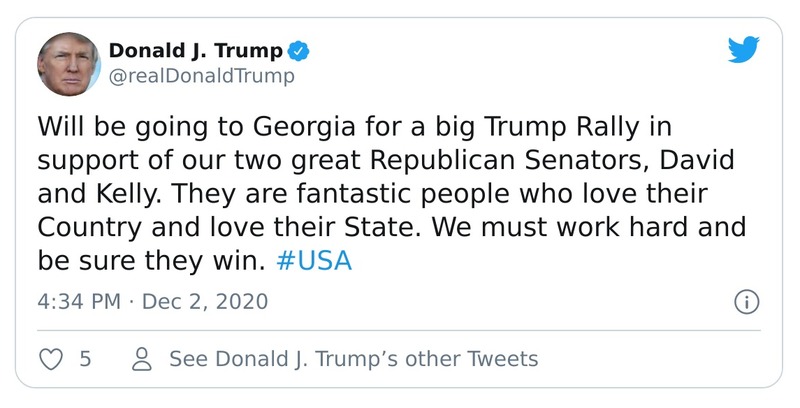 Donald J. Trump
@realDonaldTrump
Will be going to Georgia for a big Trump Rally in
support of our two great Republican Senators, David
and Kelly. They are fantastic people who love their
Country and love their State. We must work hard and
be sure they win. #USA
4:34 PM · Dec 2, 2020
5 See Donald J. Trump’s other Tweets